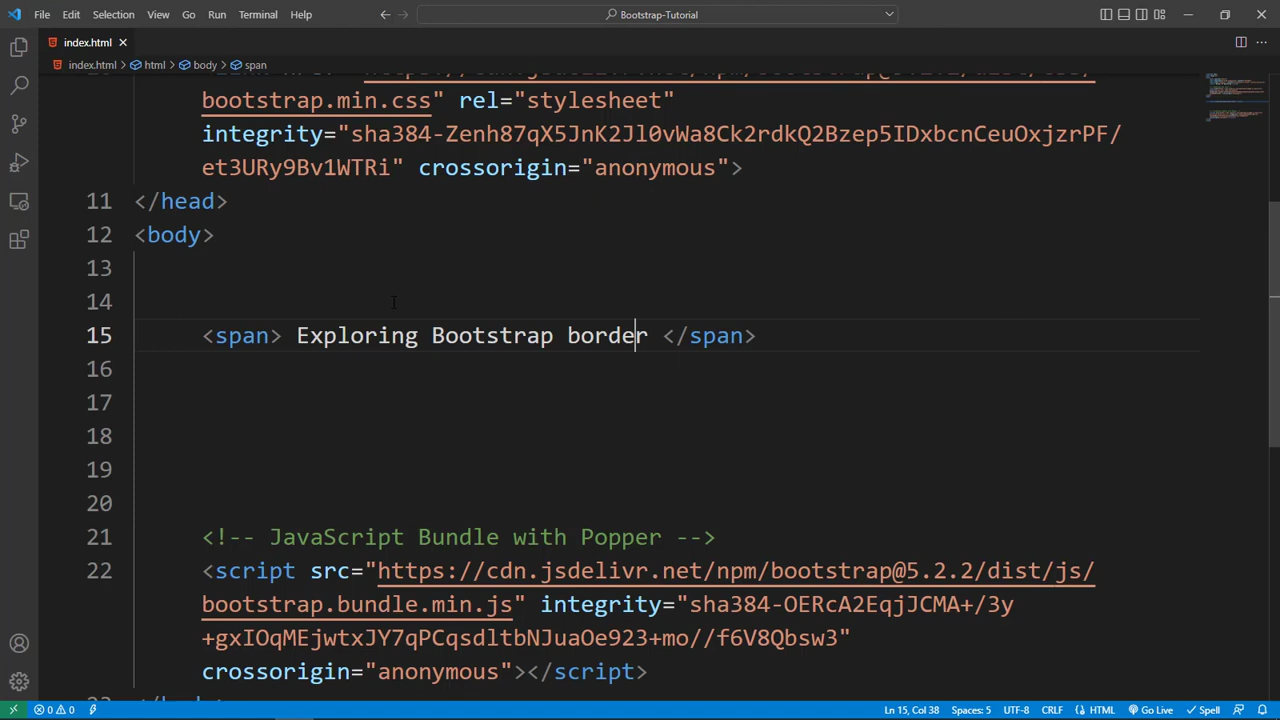 File Edit Selection View Go Run Terminal Help Bootstrap-Tutorial
index.html
index.html html body span
bootstrap.min.css" rel="stylesheet"
integrity="sha384-Zenh87qX5JnK2Jl0vWa8Ck2rdkQ2Bzep5IDxbcnCeuOxjzrPF/
et3URy9Bv1WTRi" crossorigin="anonymous">
11 </head>
12 <body>
13
14
15 <span> Exploring Bootstrap border </span>
16
17
18
19
20
21 <!-- JavaScript Bundle with Popper -->
22 <script src="https://cdn.jsdelivr.net/npm/bootstrap@5.2.2/dist/js/
bootstrap.bundle.min.js" integrity="sha384-OERcA2EqjJCMA+/3y
+gxIOqMEjwtxJY7qPCqsdltbNJuaOe923+mo//f6V8Qbsw3"
crossorigin="anonymous"></script>
0 0 Ln 15, Col 38 Spaces: 5 UTF-8 CRLF HTML Go Live Spell